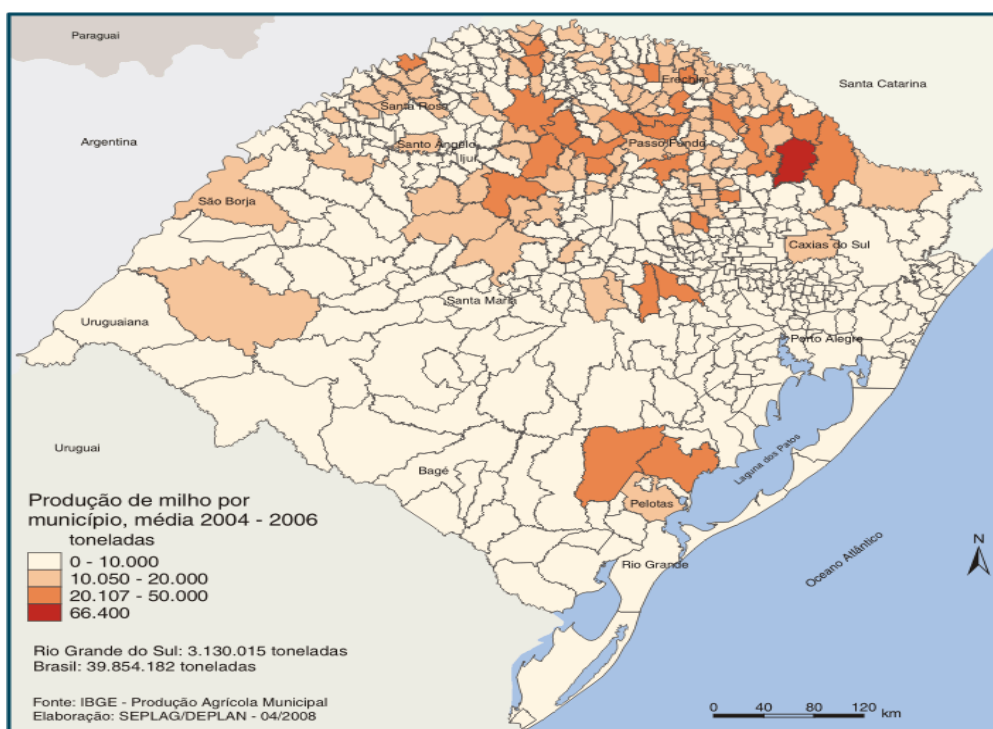 Paraguai
Santa Catarina
Erechim
Santa Rosa
Argentina
Santo Ângelo
Passo Fundo
Ijuí
São Borja
Caxias do Sul
Santa Maria
Uruguaiana
Porto Alegre
Uruguai
Bagé
Laguna dos Patos
Pelotas
Oceano Atlântico
Rio Grande
N
Produção de milho por
município, média 2004 - 2006
toneladas
0 - 10.000
10.050 - 20.000
20.107 - 50.000
66.400
Rio Grande do Sul: 3.130.015 toneladas
Brasil: 39.854.182 toneladas
Fonte: IBGE - Produção Agrícola Municipal
Elaboração: SEPLAG/DEPLAN - 04/2008
0 40 80 120
km